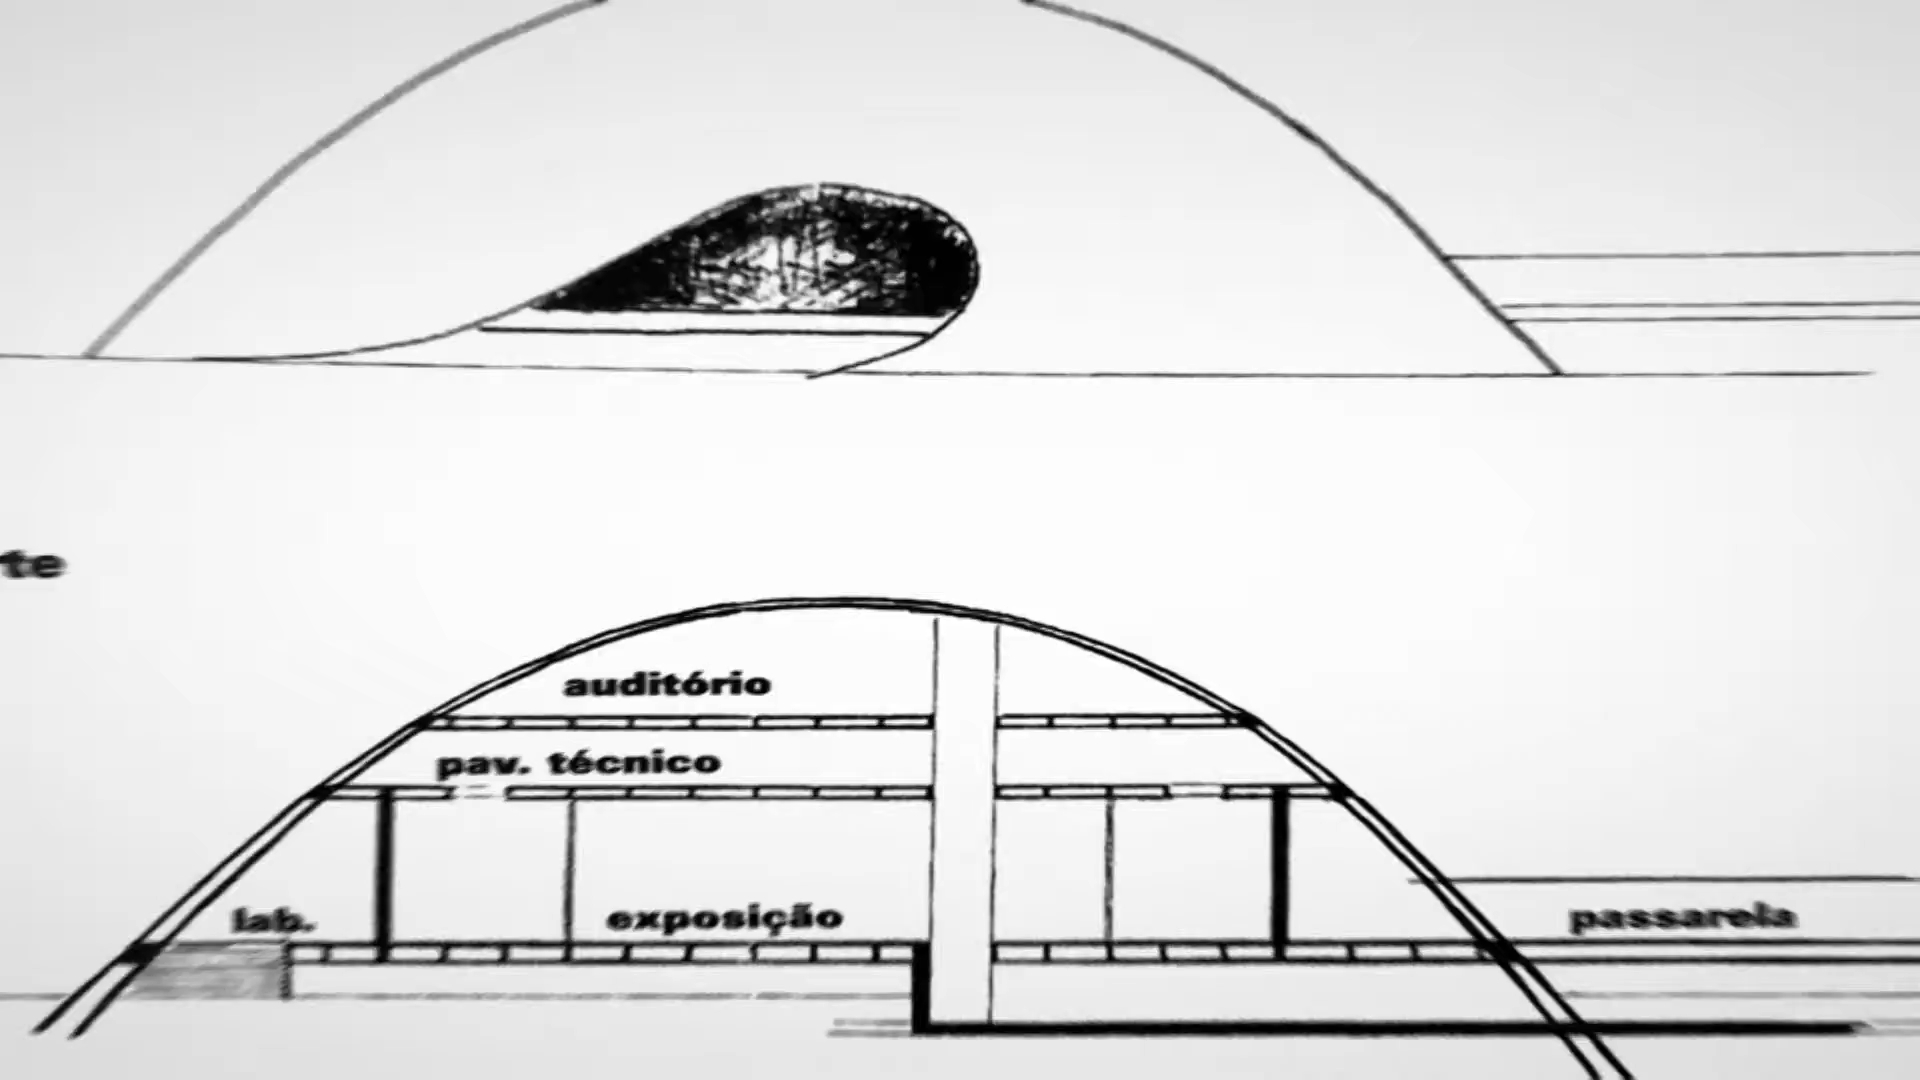 te
auditório
pav. técnico
lab.
exposição
passarela